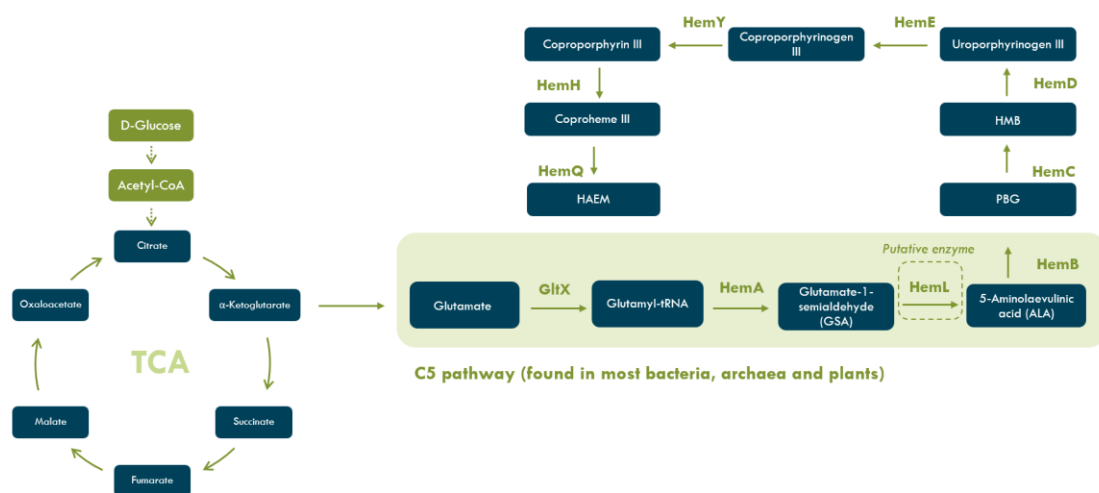 HemY
HemE
Coproporphyrin III
Coproporphyrinogen
III
Uroporphyrinogen III
HemH
HemD
D-Glucose
Coproheme III
HMB
HemQ
HemC
Acetyl-CoA
HAEM
PBG
Citrate
Putative enzyme
HemB
Oxaloacetate
α-Ketoglutarate
Glutamate
GltX
Glutamyl-tRNA
HemA
Glutamate-1-
semialdehyde
(GSA)
HemL
5-Aminolaevulinic
acid (ALA)
TCA
C5 pathway (found in most bacteria, archaea and plants)
Malate
Succinate
Fumarate